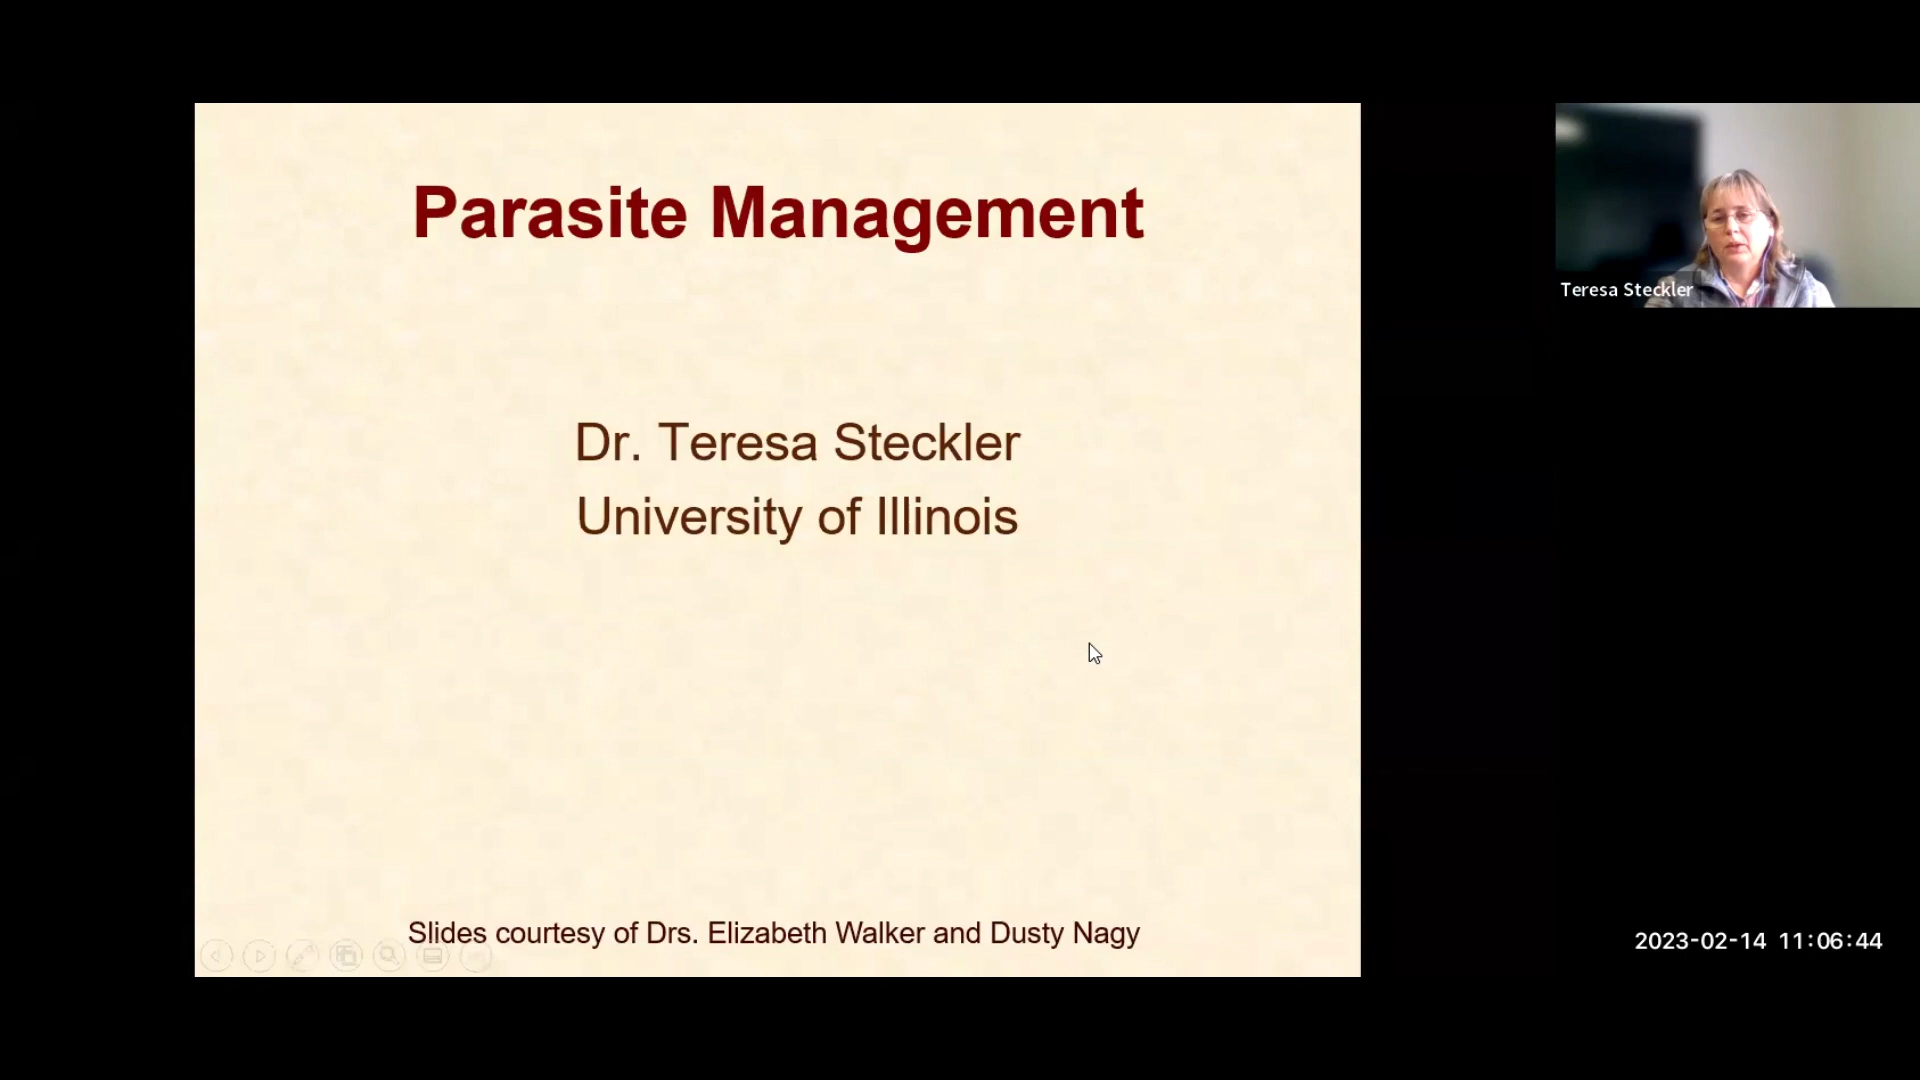 Parasite Management
Dr. Teresa Steckler
University of Illinois
Slides courtesy of Drs. Elizabeth Walker and Dusty Nagy
Teresa Steckler
2023-02-14 11:06:44